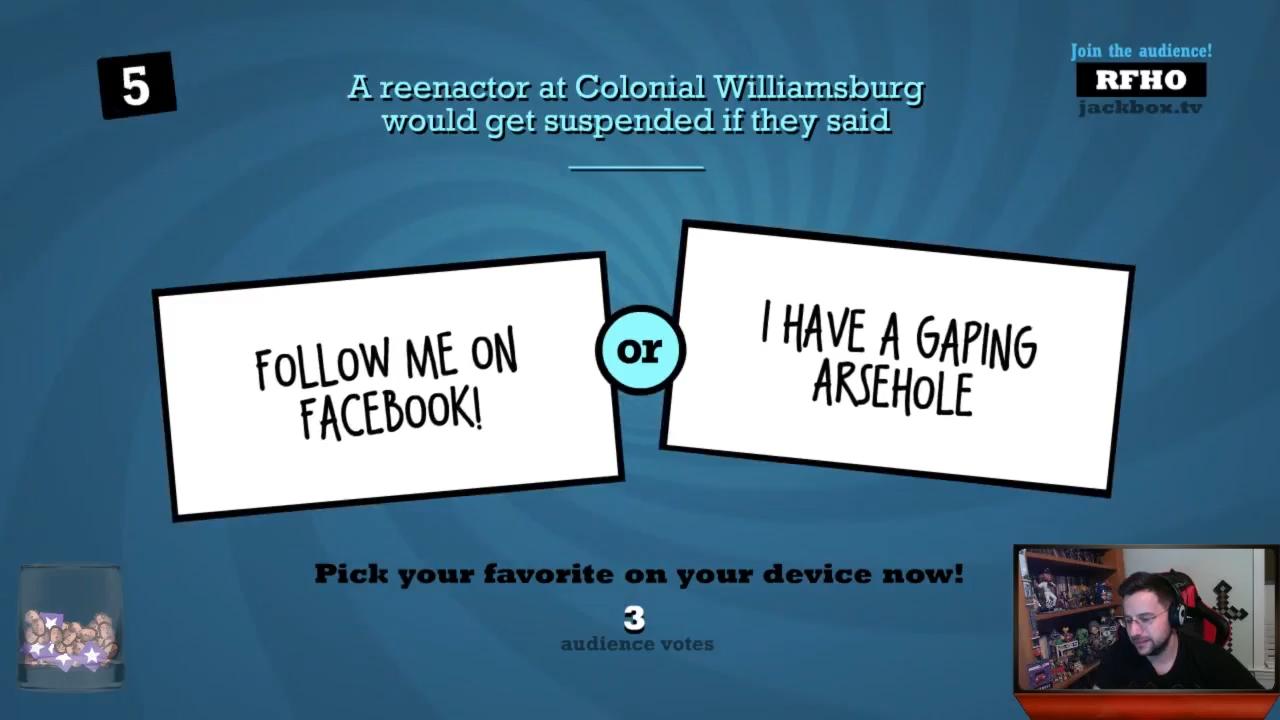 5
A reenactor at Colonial Williamsburg
would get suspended if they said
Join the audience!
RFHO
jackbox.tv
FOLLOW ME ON
FACEBOOK!
or
I HAVE A GAPING
ARSEHOLE
Pick your favorite on your device now!
3
audience votes